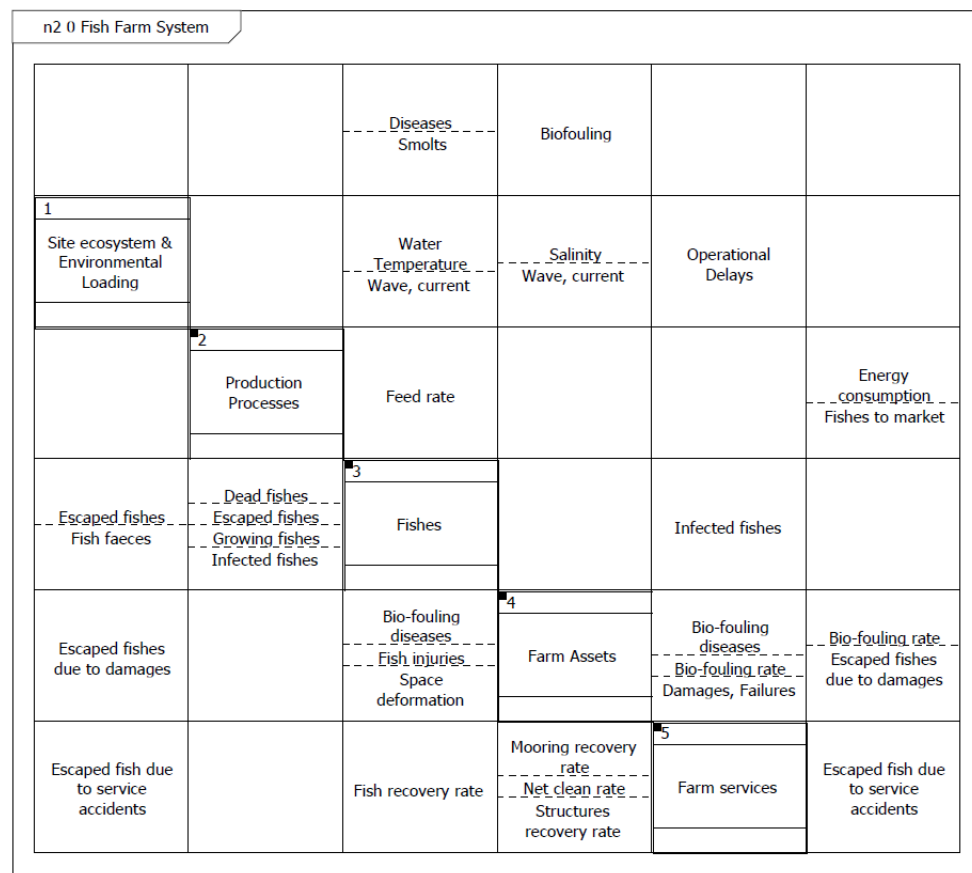 n2 0 Fish Farm System
Diseases
Smolts
Biofouling
1
Site ecosystem &
Environmental
Loading
Water
Temperature
Wave, current
Salinity
Wave, current
Operational
Delays
2
Production
Processes
Feed rate
Energy
consumption
Fishes to market
Escaped fishes
Fish faeces
Dead fishes
Escaped fishes
Growing fishes
Infected fishes
3
Fishes
Infected fishes
Escaped fishes
due to damages
Bio-fouling
diseases
Fish injuries
Space
deformation
4
Farm Assets
Bio-fouling
diseases
Bio-fouling rate
Damages, Failures
Bio-fouling rate
Escaped fishes
due to damages
Escaped fish due
to service
accidents
Fish recovery rate
Mooring recovery
rate
Net clean rate
Structures
recovery rate
5
Farm services
Escaped fish due
to service
accidents